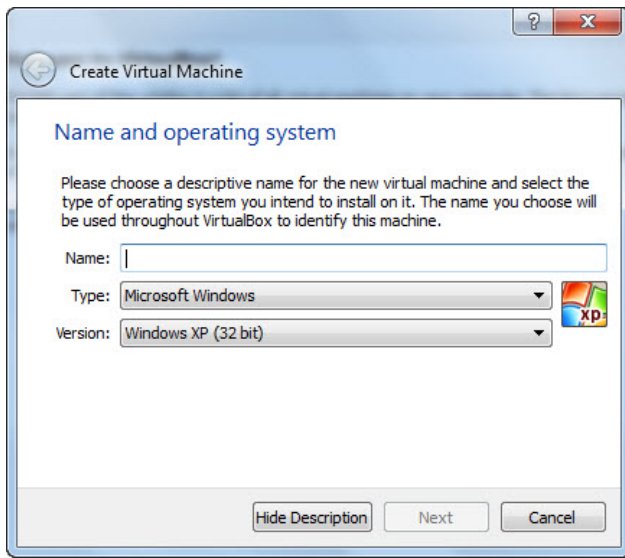 ?
X
Create Virtual Machine
Name and operating system
Please choose a descriptive name for the new virtual machine and select the
type of operating system you intend to install on it. The name you choose will
be used throughout VirtualBox to identify this machine.
Name:
Type: Microsoft Windows
xp
Version: Windows XP (32 bit)
Hide Description Next Cancel